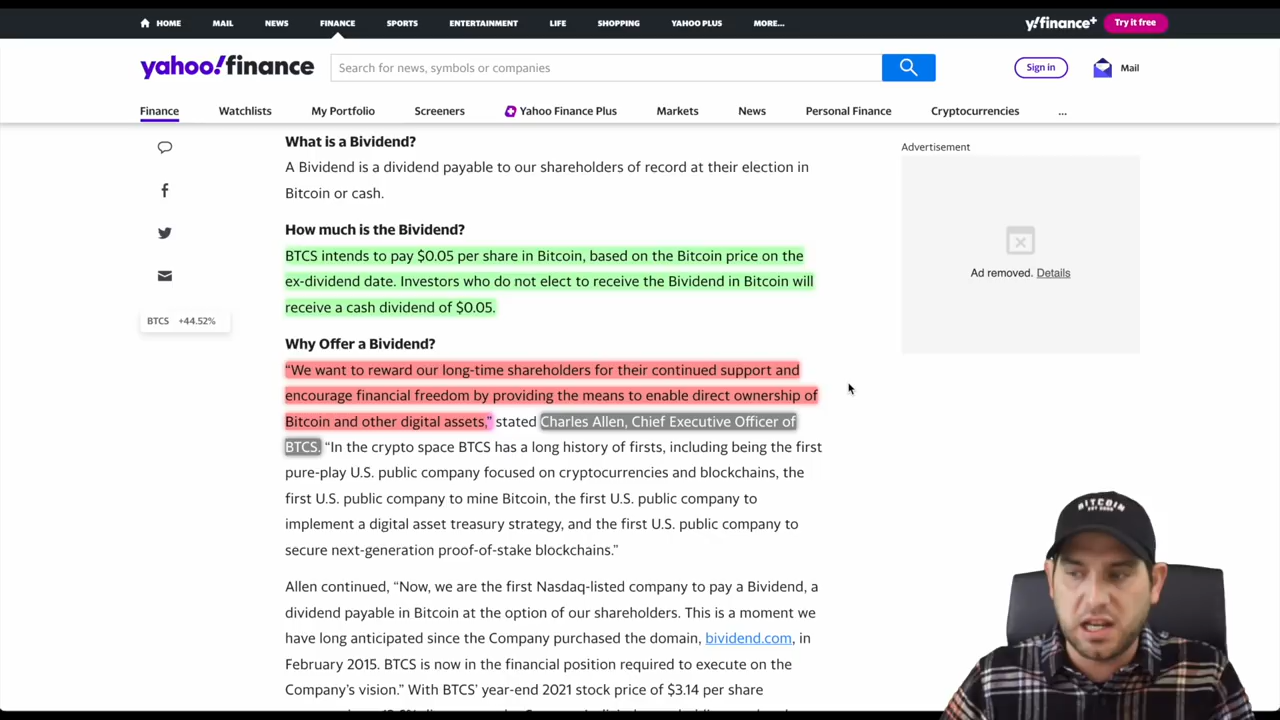 HOME MAIL NEWS FINANCE SPORTS ENTERTAINMENT LIFE SHOPPING YAHOO PLUS MORE... y!finance+ Try it free
yahoo!finance Search for news, symbols or companies Sign in Mail
Finance Watchlists My Portfolio Screeners Yahoo Finance Plus Markets News Personal Finance Cryptocurrencies ...
What is a Bividend?
A Bividend is a dividend payable to our shareholders of record at their election in
Bitcoin or cash.
How much is the Bividend?
BTCS intends to pay $0.05 per share in Bitcoin, based on the Bitcoin price on the
ex-dividend date. Investors who do not elect to receive the Bividend in Bitcoin will
receive a cash dividend of $0.05.
Why Offer a Bividend?
“We want to reward our long-time shareholders for their continued support and
encourage financial freedom by providing the means to enable direct ownership of
Bitcoin and other digital assets,” stated Charles Allen, Chief Executive Officer of
BTCS. “In the crypto space BTCS has a long history of firsts, including being the first
pure-play U.S. public company focused on cryptocurrencies and blockchains, the
first U.S. public company to mine Bitcoin, the first U.S. public company to
implement a digital asset treasury strategy, and the first U.S. public company to
secure next-generation proof-of-stake blockchains.”
Allen continued, “Now, we are the first Nasdaq-listed company to pay a Bividend, a
dividend payable in Bitcoin at the option of our shareholders. This is a moment we
have long anticipated since the Company purchased the domain, bividend.com, in
February 2015. BTCS is now in the financial position required to execute on the
Company’s vision.” With BTCS’ year-end 2021 stock price of $3.14 per share
BTCS +44.52%
Advertisement
Ad removed. Details
BITCOIN